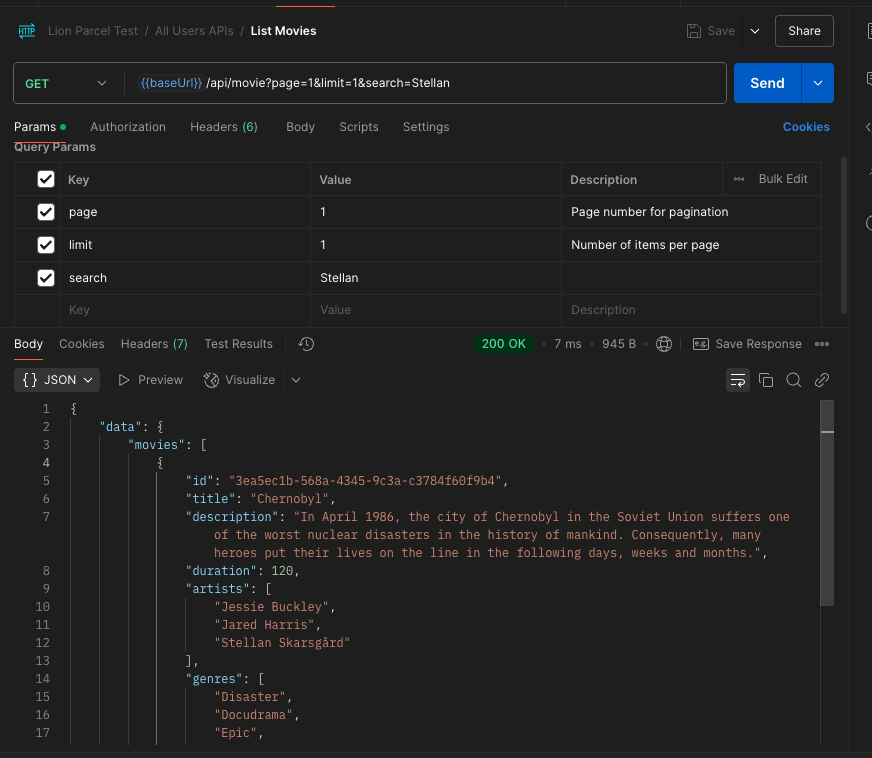 HTTP Lion Parcel Test / All Users APIs / List Movies Save Share
GET {{baseUrl}} /api/movie?page=1&limit=1&search=Stellan Send
Params Authorization Headers (6) Body Scripts Settings Cookies
Query Params
Key Value Description Bulk Edit
page 1 Page number for pagination
limit 1 Number of items per page
search Stellan
Key Value Description
Body Cookies Headers (7) Test Results 200 OK • 7 ms • 945 B • e.g. Save Response
{} JSON Preview Visualize
1 {
2 "data": {
3 "movies": [
4 {
5 "id": "3ea5ec1b-568a-4345-9c3a-c3784f60f9b4",
6 "title": "Chernobyl",
7 "description": "In April 1986, the city of Chernobyl in the Soviet Union suffers one
of the worst nuclear disasters in the history of mankind. Consequently, many
heroes put their lives on the line in the following days, weeks and months.",
8 "duration": 120,
9 "artists": [
10 "Jessie Buckley",
11 "Jared Harris",
12 "Stellan Skarsgård"
13 ],
14 "genres": [
15 "Disaster",
16 "Docudrama",
17 "Epic",